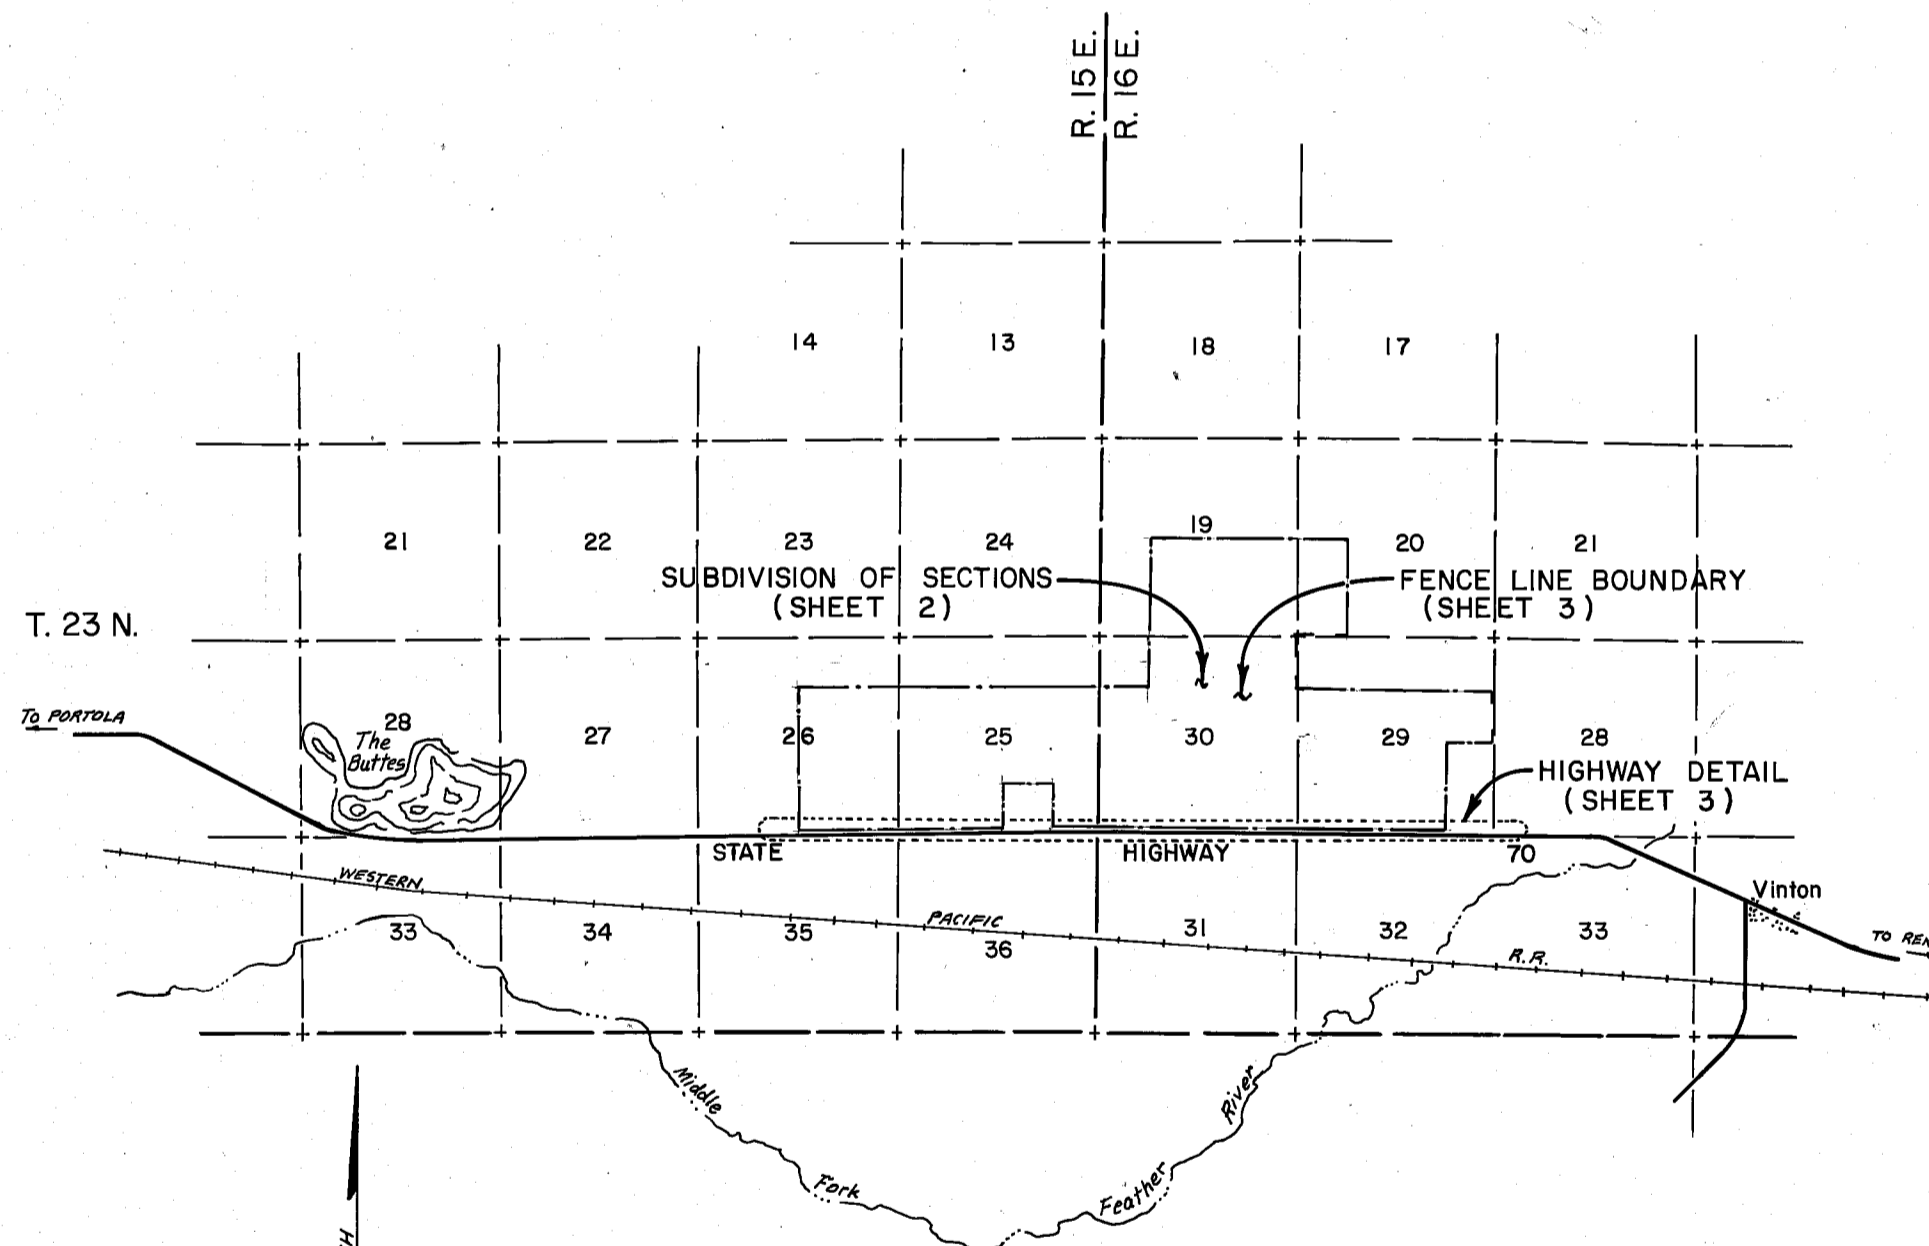 R. 15 E.
R. 16 E.
14 13 18 17
21 22 23 24 19 20 21
SUBDIVISION OF SECTIONS
(SHEET 2)
FENCE LINE BOUNDARY
(SHEET 3)
T. 23 N.
TO PORTOLA
28 27 26 25 30 29 28
The
Buttes
HIGHWAY DETAIL
(SHEET 3)
STATE HIGHWAY 70
WESTERN PACIFIC R.R.
Vinton
33 34 35 36 31 32 33
TO REN
Middle Fork Feather River